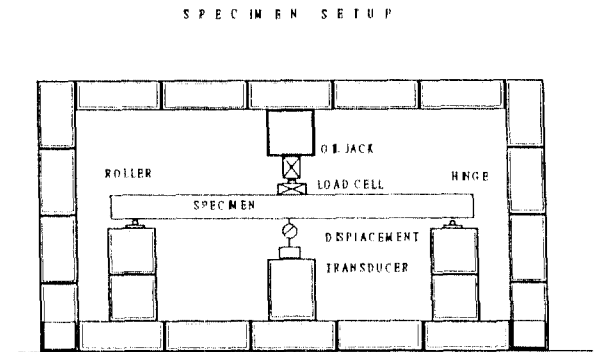 SPECIMEN SETUP
OIL JACK
ROLLER
HINGE
LOAD CELL
SPECIMEN
DISPLACEMENT
TRANSDUCER